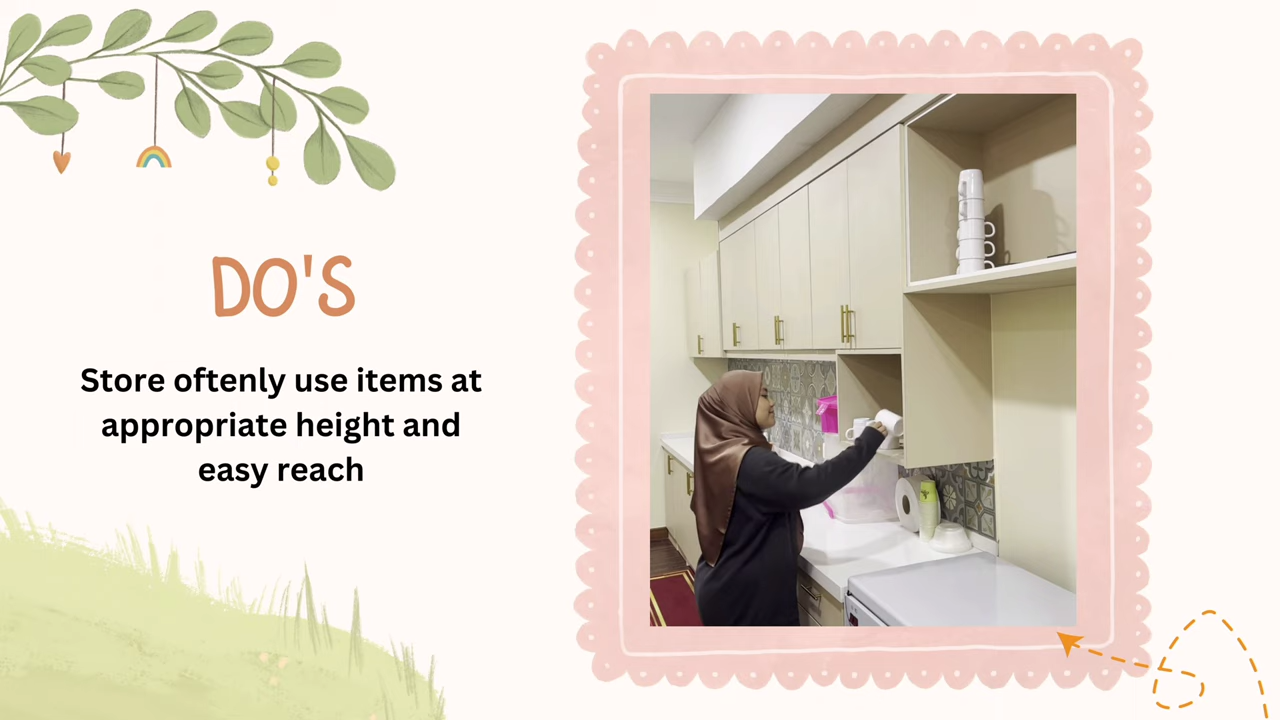 DO'S
Store oftenly use items at
appropriate height and
easy reach